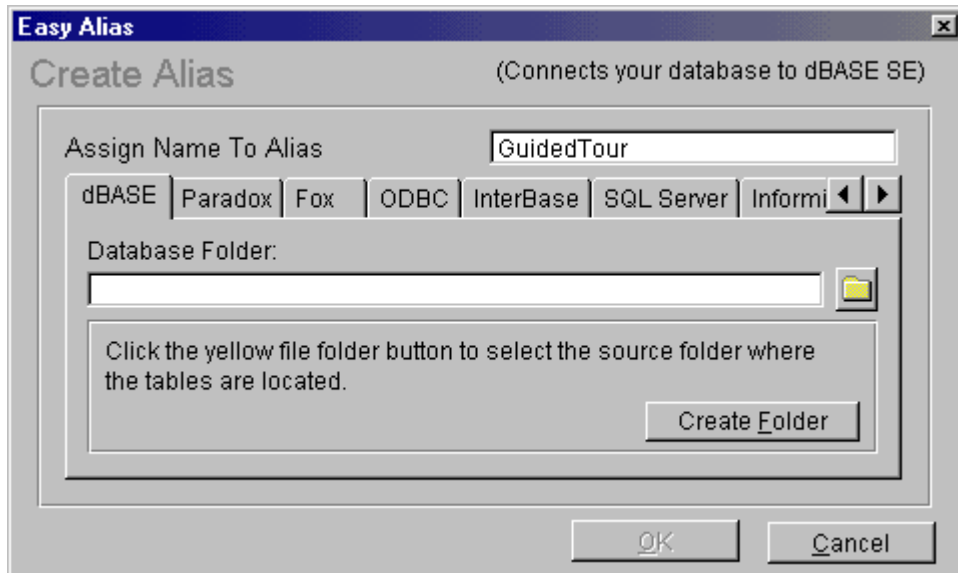 Easy Alias
Create Alias (Connects your database to dBASE SE)
Assign Name To Alias GuidedTour
dBASE Paradox Fox ODBC InterBase SQL Server Informi
Database Folder:
Click the yellow file folder button to select the source folder where
the tables are located.
Create Folder
OK Cancel